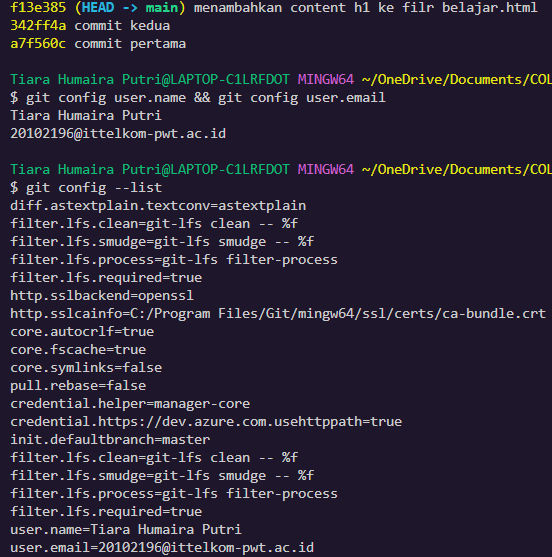 f13e385 (HEAD -> main) menambahkan content h1 ke filr belajar.html
342ff4a commit kedua
a7f560c commit pertama
Tiara Humaira Putri@LAPTOP-C1LRFDOT MINGW64 ~/OneDrive/Documents/COL
$ git config user.name && git config user.email
Tiara Humaira Putri
20102196@ittelkom-pwt.ac.id
Tiara Humaira Putri@LAPTOP-C1LRFDOT MINGW64 ~/OneDrive/Documents/COL
$ git config --list
diff.astextplain.textconv=astextplain
filter.lfs.clean=git-lfs clean -- %f
filter.lfs.smudge=git-lfs smudge -- %f
filter.lfs.process=git-lfs filter-process
filter.lfs.required=true
http.sslbackend=openssl
http.sslcainfo=C:/Program Files/Git/mingw64/ssl/certs/ca-bundle.crt
core.autocrlf=true
core.fscache=true
core.symlinks=false
pull.rebase=false
credential.helper=manager-core
credential.https://dev.azure.com.usehttppath=true
init.defaultbranch=master
filter.lfs.clean=git-lfs clean -- %f
filter.lfs.smudge=git-lfs smudge -- %f
filter.lfs.process=git-lfs filter-process
filter.lfs.required=true
user.name=Tiara Humaira Putri
user.email=20102196@ittelkom-pwt.ac.id